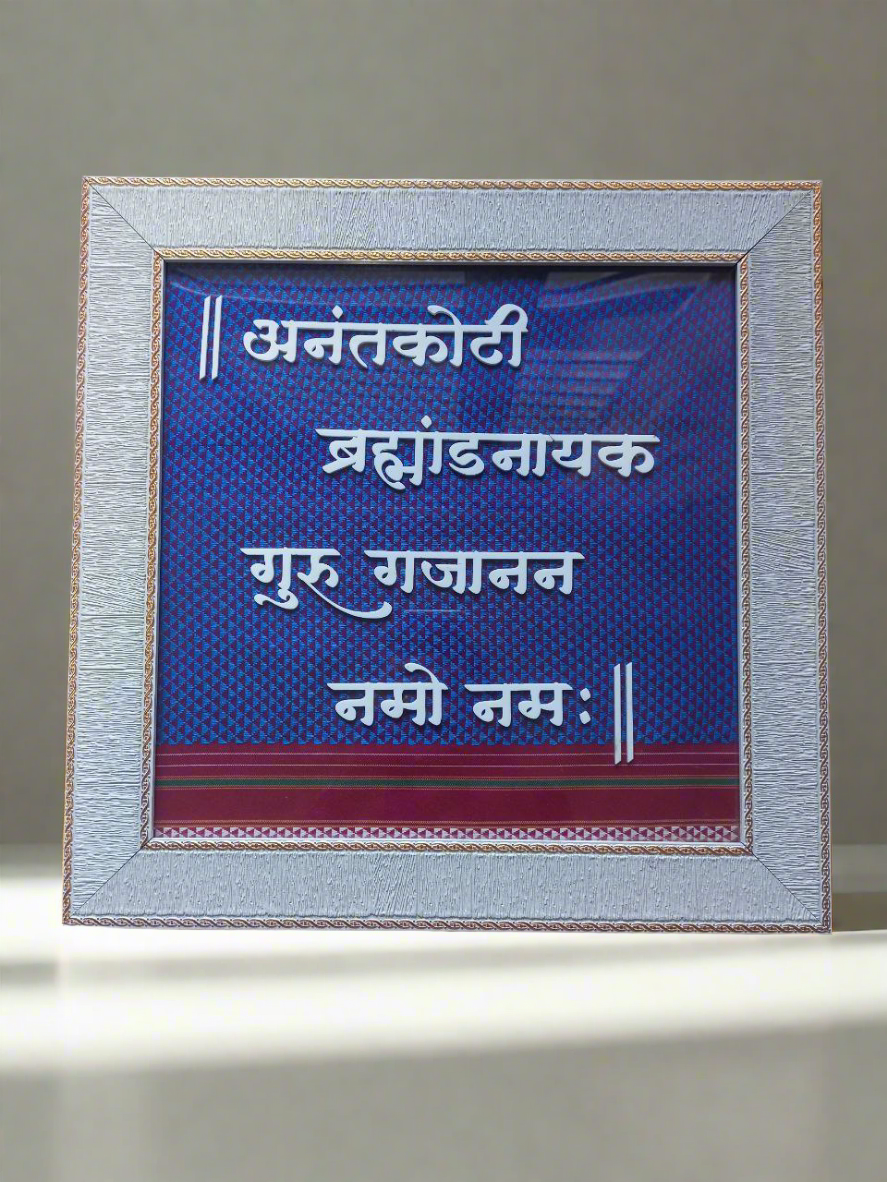 ॥ अनंतकोटी
ब्रह्मांडनायक
गुरु गजानन
नमो नमः ॥